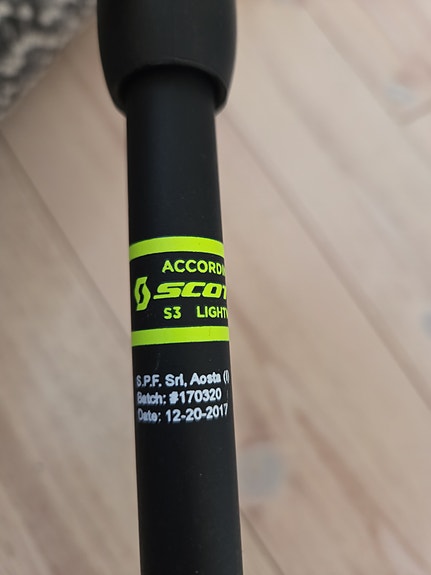 ACCORDI
SCOT
S3 LIGHT
S.P.F. Srl, Aosta (I
Batch: #170320
Date: 12-20-2017